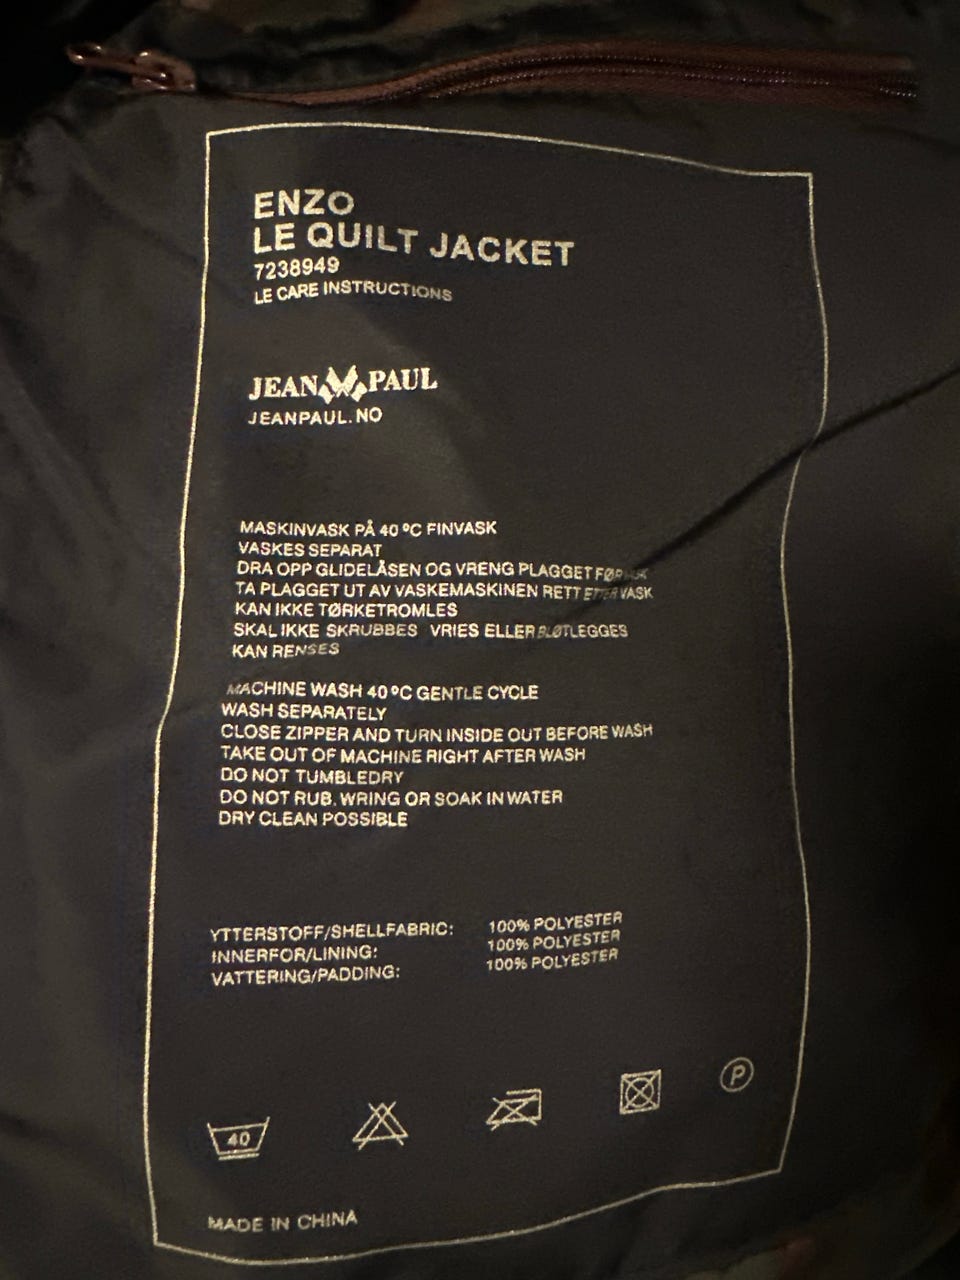 ENZO
LE QUILT JACKET
7238949
LE CARE INSTRUCTIONS
JEAN PAUL
JEANPAUL.NO
MASKINVASK PÅ 40 ºC FINVASK
VASKES SEPARAT
DRA OPP GLIDELÅSEN OG VRENG PLAGGET FØR VASK
TA PLAGGET UT AV VASKEMASKINEN RETT ETTER VASK
KAN IKKE TØRKETROMLES
SKAL IKKE SKRUBBES VRIES ELLER BLØTLEGGES
KAN RENSES
MACHINE WASH 40 ºC GENTLE CYCLE
WASH SEPARATELY
CLOSE ZIPPER AND TURN INSIDE OUT BEFORE WASH
TAKE OUT OF MACHINE RIGHT AFTER WASH
DO NOT TUMBLEDRY
DO NOT RUB, WRING OR SOAK IN WATER
DRY CLEAN POSSIBLE
YTTERSTOFF/SHELLFABRIC: 100% POLYESTER
INNERFOR/LINING: 100% POLYESTER
VATTERING/PADDING: 100% POLYESTER
40 P
MADE IN CHINA